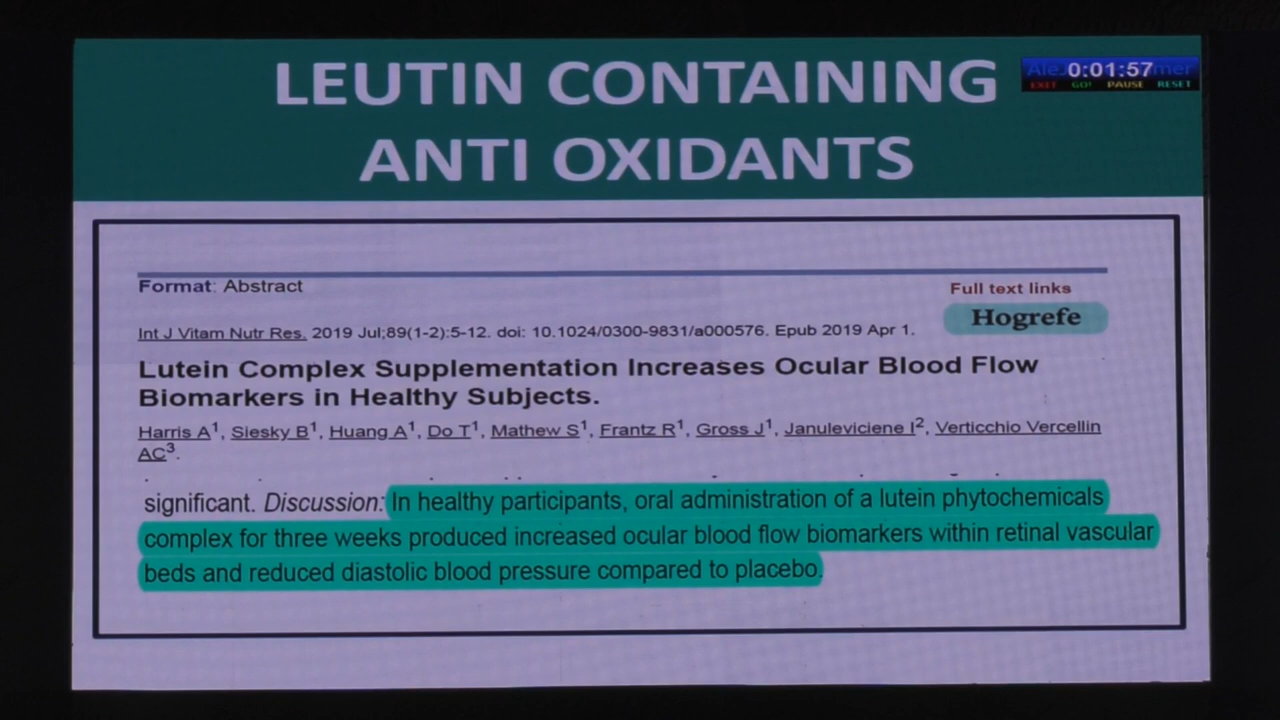 LEUTIN CONTAINING
ANTI OXIDANTS
0:01:57
EXIT GO! PAUSE RESET
Format: Abstract
Full text links
Hogrefe
Int J Vitam Nutr Res. 2019 Jul;89(1-2):5-12. doi: 10.1024/0300-9831/a000576. Epub 2019 Apr 1.
Lutein Complex Supplementation Increases Ocular Blood Flow
Biomarkers in Healthy Subjects.
Harris A1, Siesky B1, Huang A1, Do T1, Mathew S1, Frantz R1, Gross J1, Januleviciene I2, Verticchio Vercellin
AC3.
significant. Discussion: In healthy participants, oral administration of a lutein phytochemicals
complex for three weeks produced increased ocular blood flow biomarkers within retinal vascular
beds and reduced diastolic blood pressure compared to placebo.